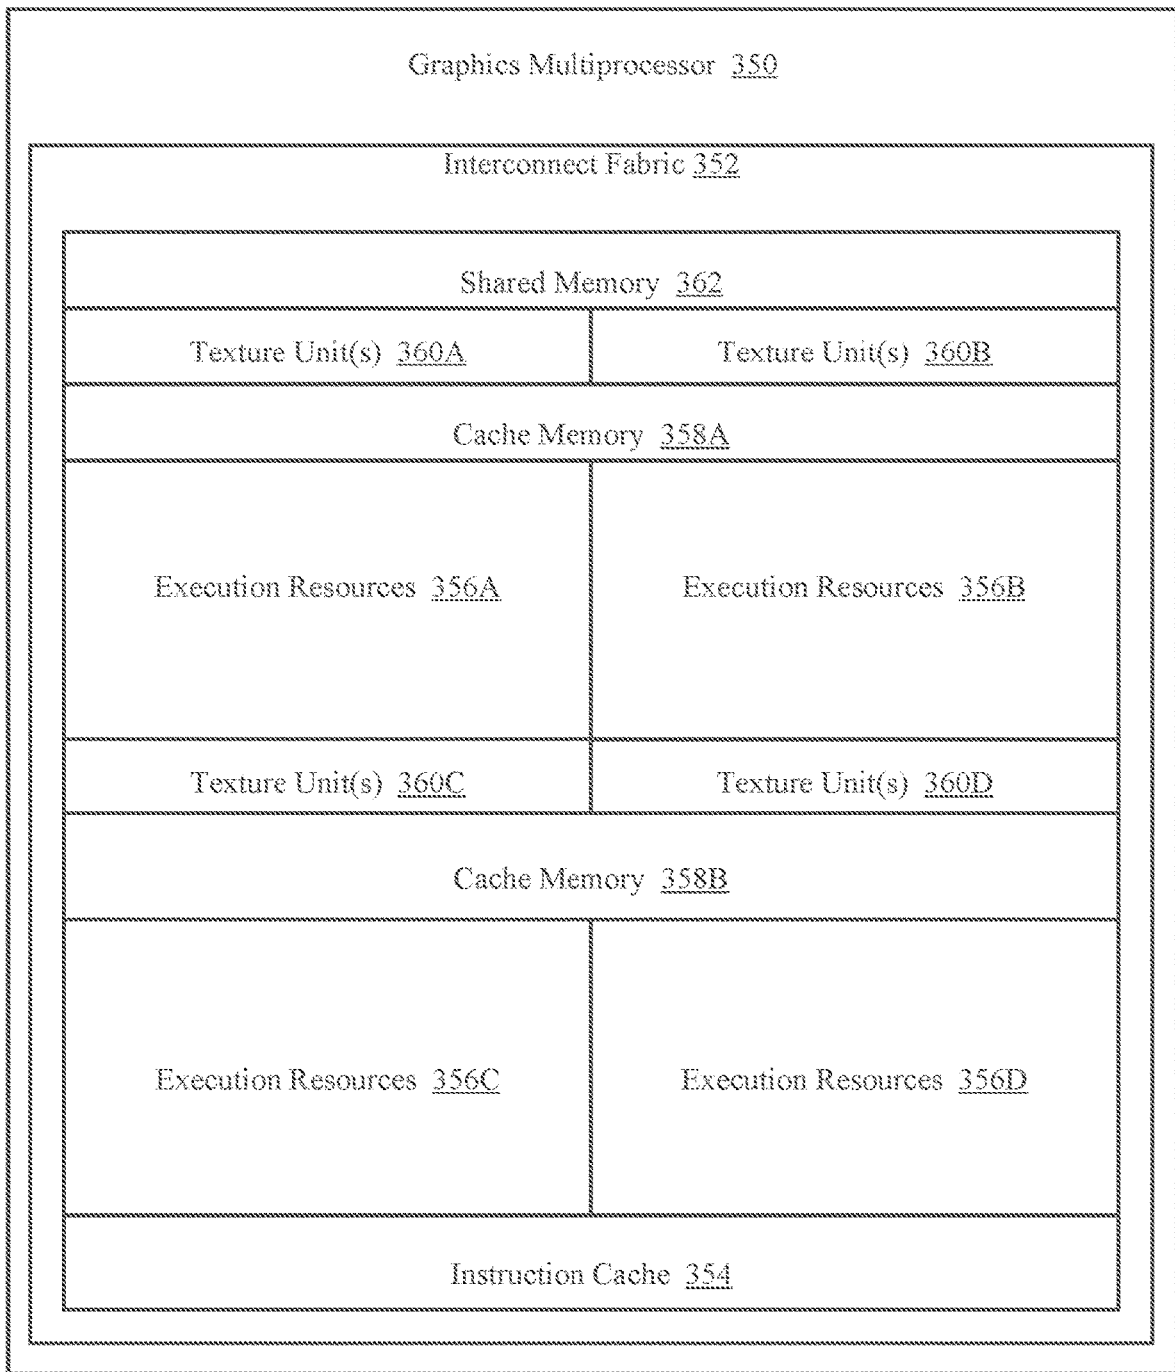 Graphics Multiprocessor 350
Interconnect Fabric 352
Shared Memory 362
Texture Unit(s) 360A
Texture Unit(s) 360B
Cache Memory 358A
Execution Resources 356A
Execution Resources 356B
Texture Unit(s) 360C
Texture Unit(s) 360D
Cache Memory 358B
Execution Resources 356C
Execution Resources 356D
Instruction Cache 354